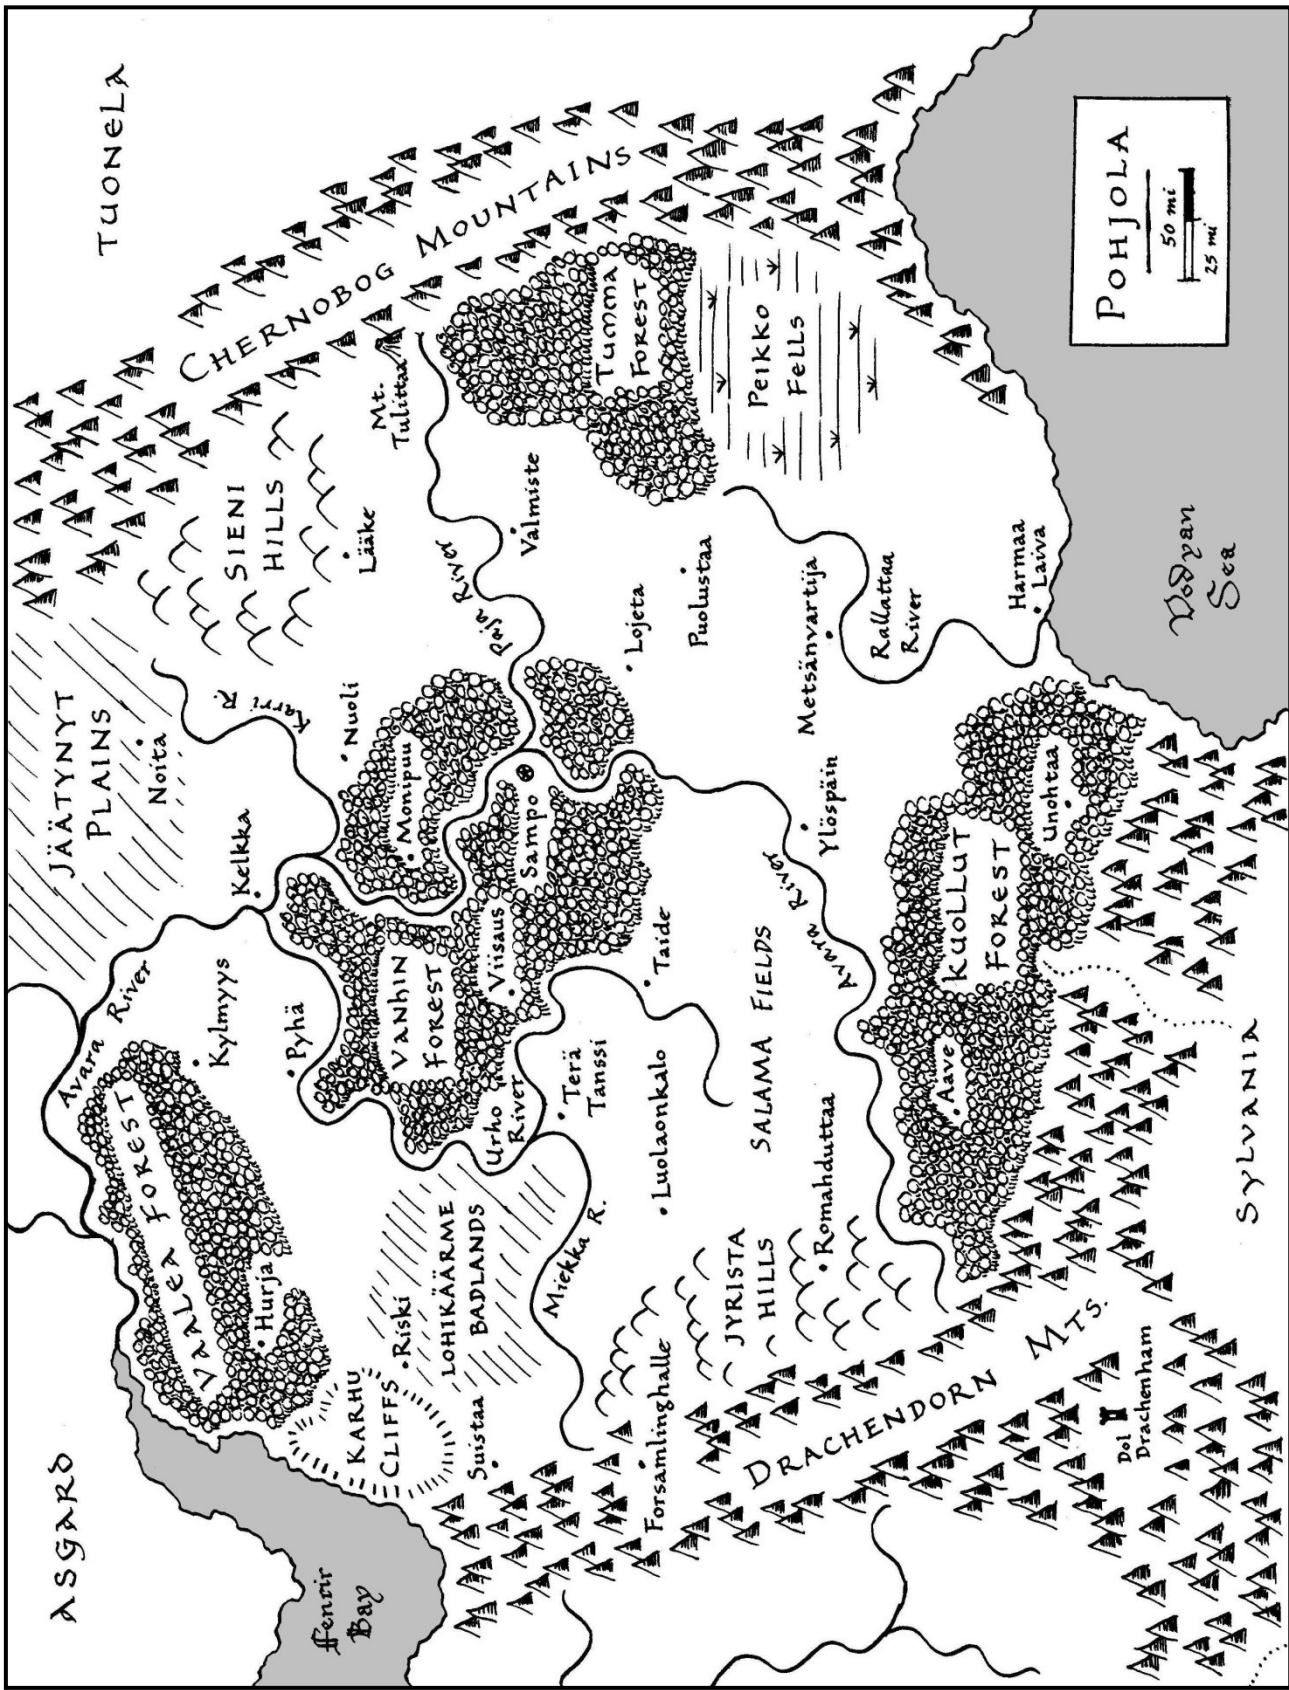 ASGARD
TUONELA
JÄÄTYNYT
PLAINS
Avara
River
Noita
VAALEA FOREST
Kylmyys
Karri
R.
Kelkka
SIENI
HILLS
CHERNOBOG MOUNTAINS
Hurja
Pyhä
Fenrir
Bay
Nuoli
Lääke
KARHU
CLIFFS
Mt.
Tulittaa
Riski
VANHIN
FOREST
Monipuu
LOHIKÄÄRME
BADLANDS
Suistaa
Urho
River
Viisaus
Sampo
Paja River
Valmiste
Miekka R.
Terä
Tanssi
TUMMA
FOREST
Forsamlinghalle
Luolaonkalo
Taide
Lojeta
Puolustaa
JYRISTA
HILLS
SALAMA FIELDS
PEIKKO
FELLS
DRACHENDORN MTS.
Romahduttaa
Avara River
Ylöspäin
Metsänvartija
Rallattaa
River
Aave
KUOLLUT
FOREST
Unohtaa
Harmaa
Laiva
Dol
Drachenham
SYLVANIA
Vodyan
Sea
POHJOLA
50 mi
25 mi